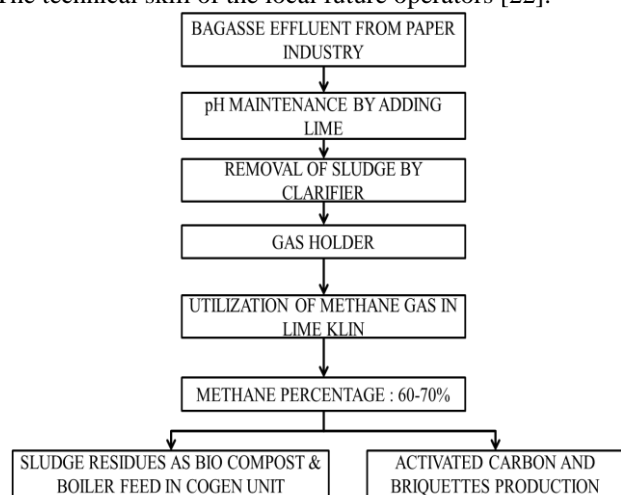 The technical skill of the local future operators [22].
BAGASSE EFFLUENT FROM PAPER
INDUSTRY
pH MAINTENANCE BY ADDING
LIME
REMOVAL OF SLUDGE BY
CLARIFIER
GAS HOLDER
UTILIZATION OF METHANE GAS IN
LIME KLIN
METHANE PERCENTAGE : 60-70%
SLUDGE RESIDUES AS BIO COMPOST &
BOILER FEED IN COGEN UNIT
ACTIVATED CARBON AND
BRIQUETTES PRODUCTION